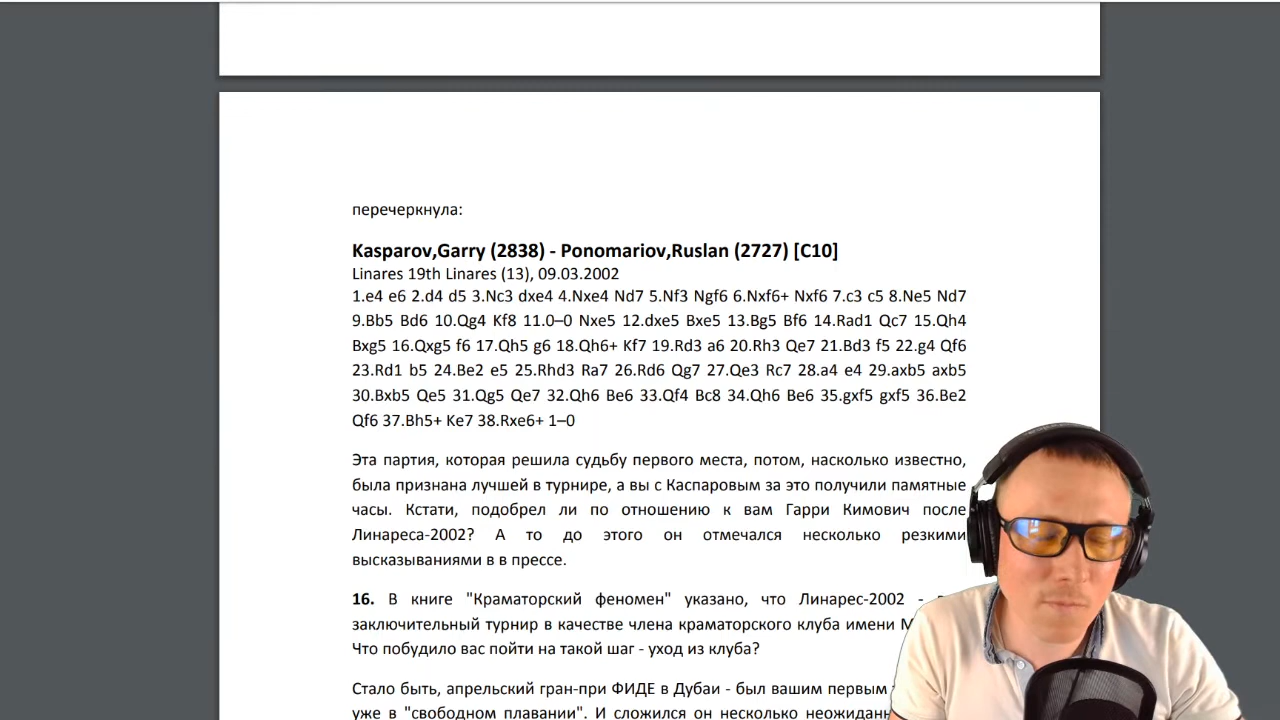 перечеркнула:
Kasparov,Garry (2838) - Ponomariov,Ruslan (2727) [C10]
Linares 19th Linares (13), 09.03.2002
1.e4 e6 2.d4 d5 3.Nc3 dxe4 4.Nxe4 Nd7 5.Nf3 Ngf6 6.Nxf6+ Nxf6 7.c3 c5 8.Ne5 Nd7
9.Bb5 Bd6 10.Qg4 Kf8 11.0–0 Nxe5 12.dxe5 Bxe5 13.Bg5 Bf6 14.Rad1 Qc7 15.Qh4
Bxg5 16.Qxg5 f6 17.Qh5 g6 18.Qh6+ Kf7 19.Rd3 a6 20.Rh3 Qe7 21.Bd3 f5 22.g4 Qf6
23.Rd1 b5 24.Be2 e5 25.Rhd3 Ra7 26.Rd6 Qg7 27.Qe3 Rc7 28.a4 e4 29.axb5 axb5
30.Bxb5 Qe5 31.Qg5 Qe7 32.Qh6 Be6 33.Qf4 Bc8 34.Qh6 Be6 35.gxf5 gxf5 36.Be2
Qf6 37.Bh5+ Ke7 38.Rxe6+ 1–0
Эта партия, которая решила судьбу первого места, потом, насколько известно,
была признана лучшей в турнире, а вы с Каспаровым за это получили памятные
часы. Кстати, подобрел ли по отношению к вам Гарри Кимович после
Линареса-2002? А то до этого он отмечался несколько резкими
высказываниями в в прессе.
16. В книге "Краматорский феномен" указано, что Линарес-2002 -
заключительный турнир в качестве члена краматорского клуба имени
Что побудило вас пойти на такой шаг - уход из клуба?
Стало быть, апрельский гран-при ФИДЕ в Дубаи - был вашим первым
уже в "свободном плавании". И сложился он несколько